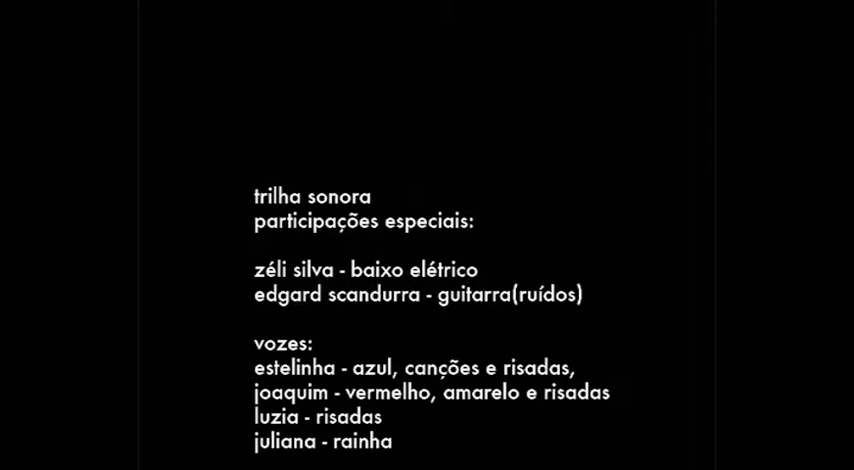 trilha sonora
participações especiais:
zéli silva - baixo elétrico
edgard scandurra - guitarra(ruídos)
vozes:
estelinha - azul, canções e risadas,
joaquim - vermelho, amarelo e risadas
luzia - risadas
juliana - rainha